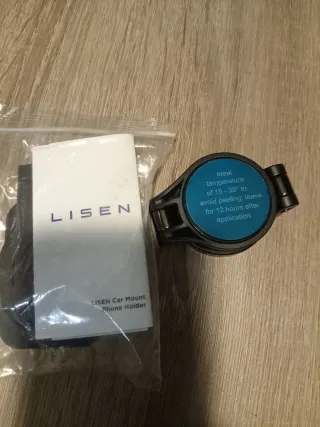 LISEN
LISEN Car Mount
Phone Holder
Ideal
temperature
of 15 - 35° to
avoid peeling, leave
for 12 hours after
application.